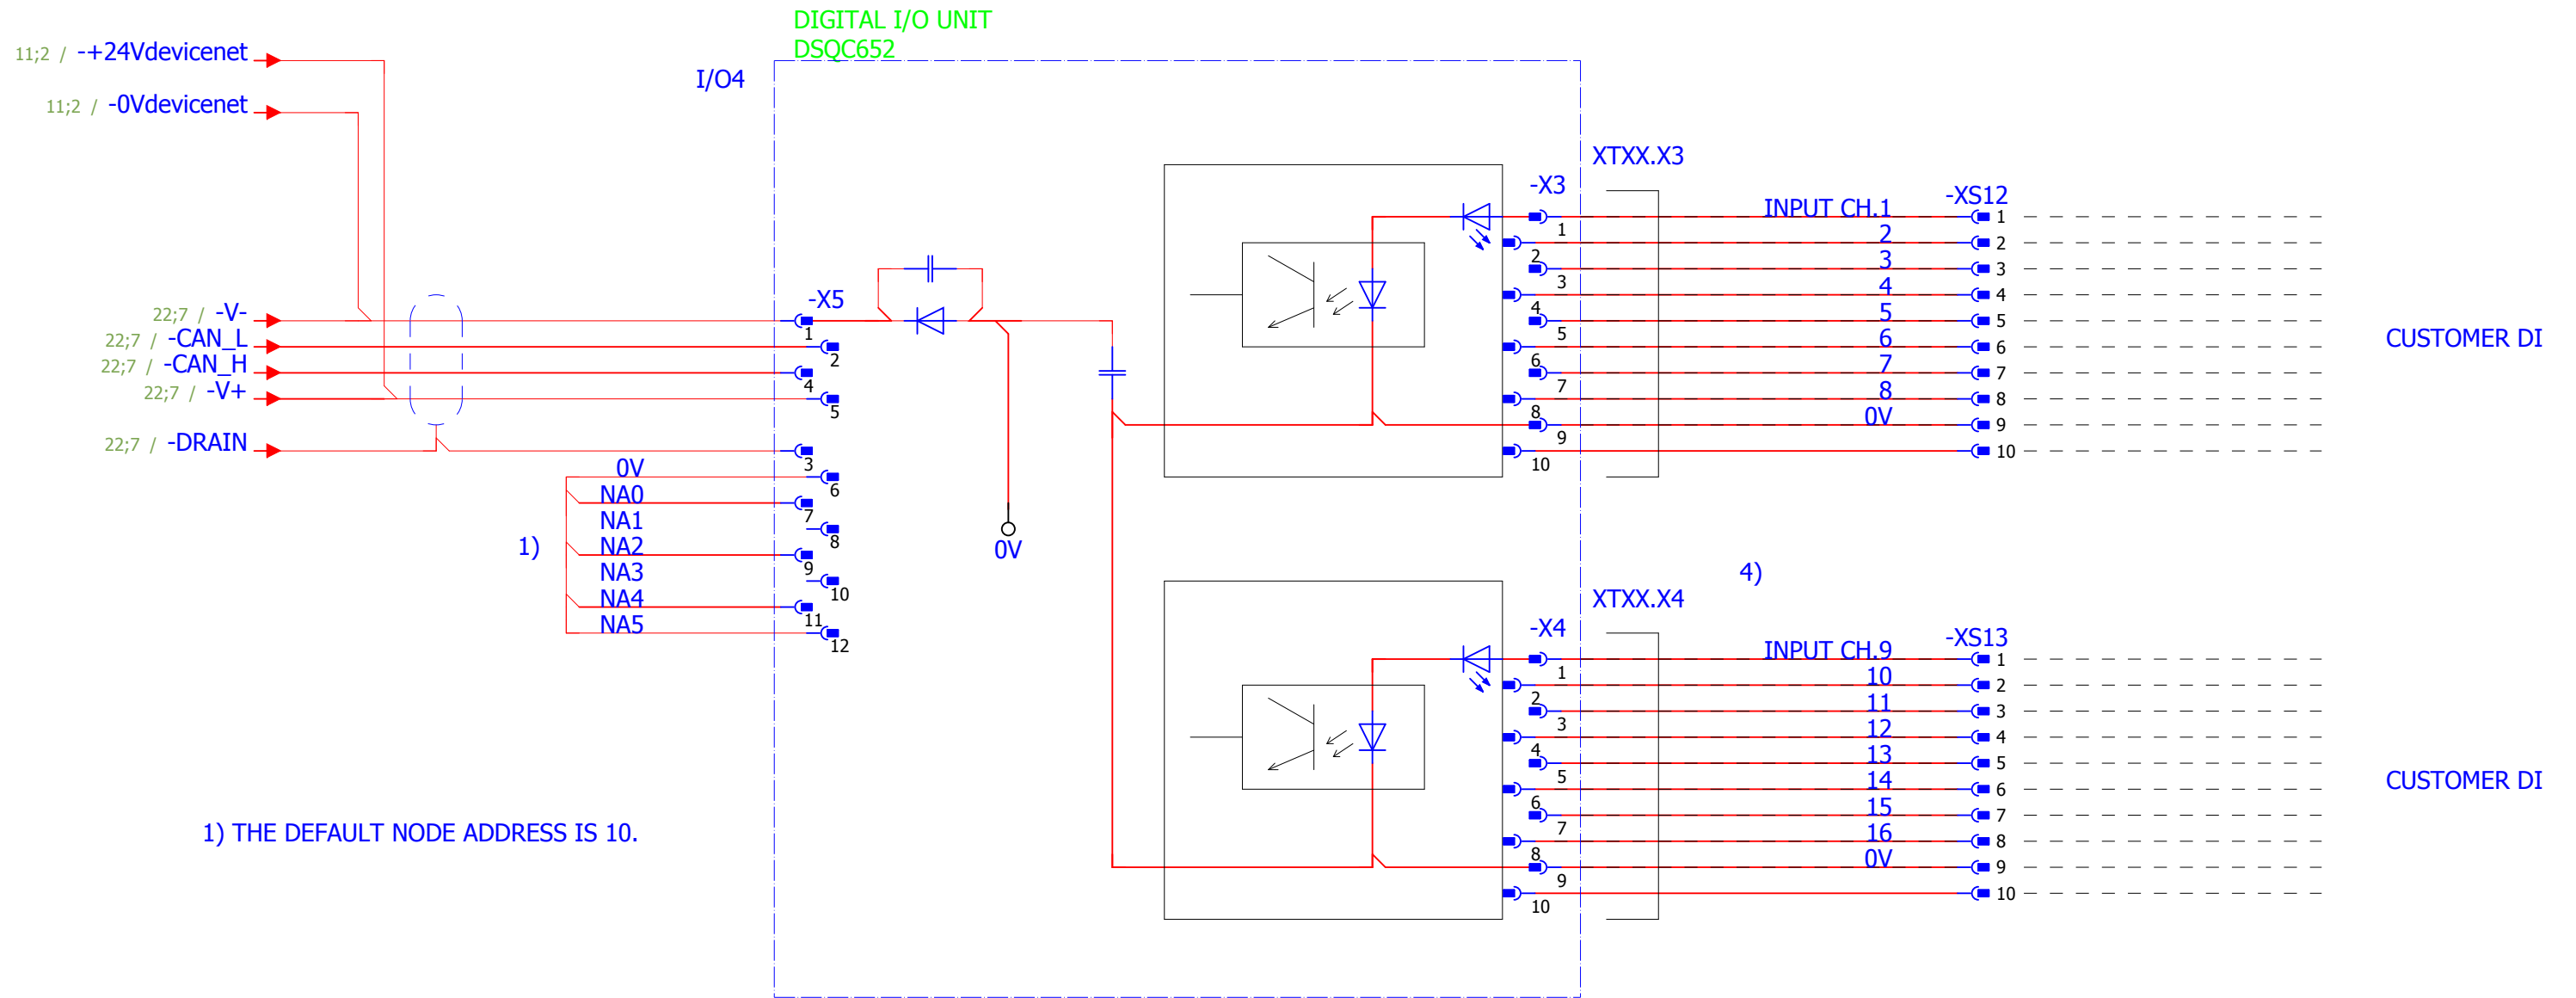 DIGITAL I/O UNIT
DSQC652
I/O4
11;2 / -+24Vdevicenet
11;2 / -0Vdevicenet
22;7 / -V-
22;7 / -CAN_L
22;7 / -CAN_H
22;7 / -V+
22;7 / -DRAIN
-X5
1
2
4
5
3
6
7
8
9
10
11
12
0V
NA0
NA1
NA2
NA3
NA4
NA5
1)
0V
1) THE DEFAULT NODE ADDRESS IS 10.
XTXX.X3
-X3
1
2
3
4
5
6
7
8
9
10
INPUT CH.1
2
3
4
5
6
7
8
0V
-XS12
1
2
3
4
5
6
7
8
9
10
CUSTOMER DI
4)
XTXX.X4
-X4
1
2
3
4
5
6
7
8
9
10
INPUT CH.9
10
11
12
13
14
15
16
0V
-XS13
1
2
3
4
5
6
7
8
9
10
CUSTOMER DI